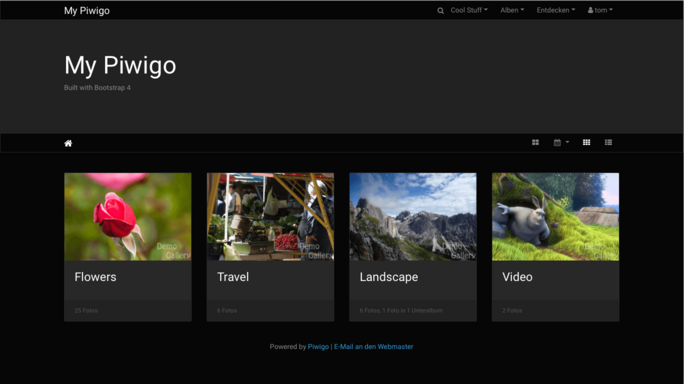 My Piwigo
Cool Stuff Alben Entdecken tom
My Piwigo
Built with Bootstrap 4
Demo Gallery
Demo Gallery
Demo Gallery
Demo Gallery
Flowers
Travel
Landscape
Video
25 Fotos
6 Fotos
5 Fotos, 1 Foto in 1 Unteralbum
2 Fotos
Powered by Piwigo | E-Mail an den Webmaster